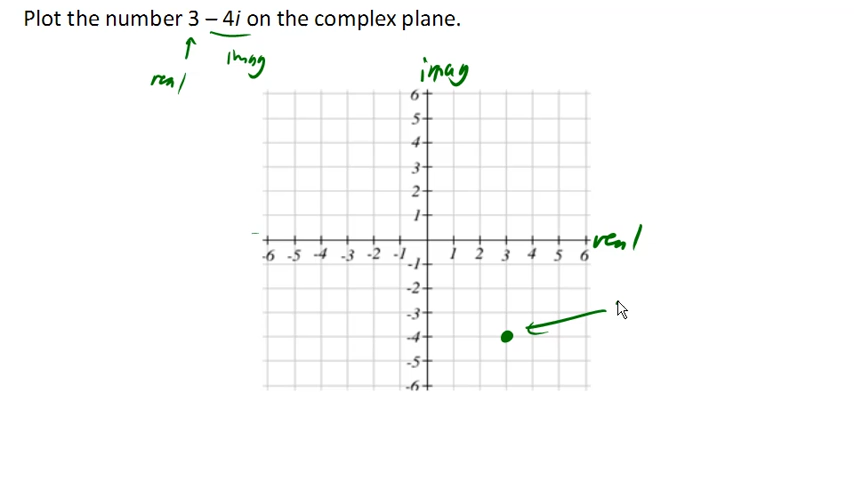 Plot the number 3 – 4i on the complex plane.
real
imag
imag
6
5
4
3
2
1
real
-6 -5 -4 -3 -2 -1 1 2 3 4 5 6
-1
-2
-3
-4
-5
-6